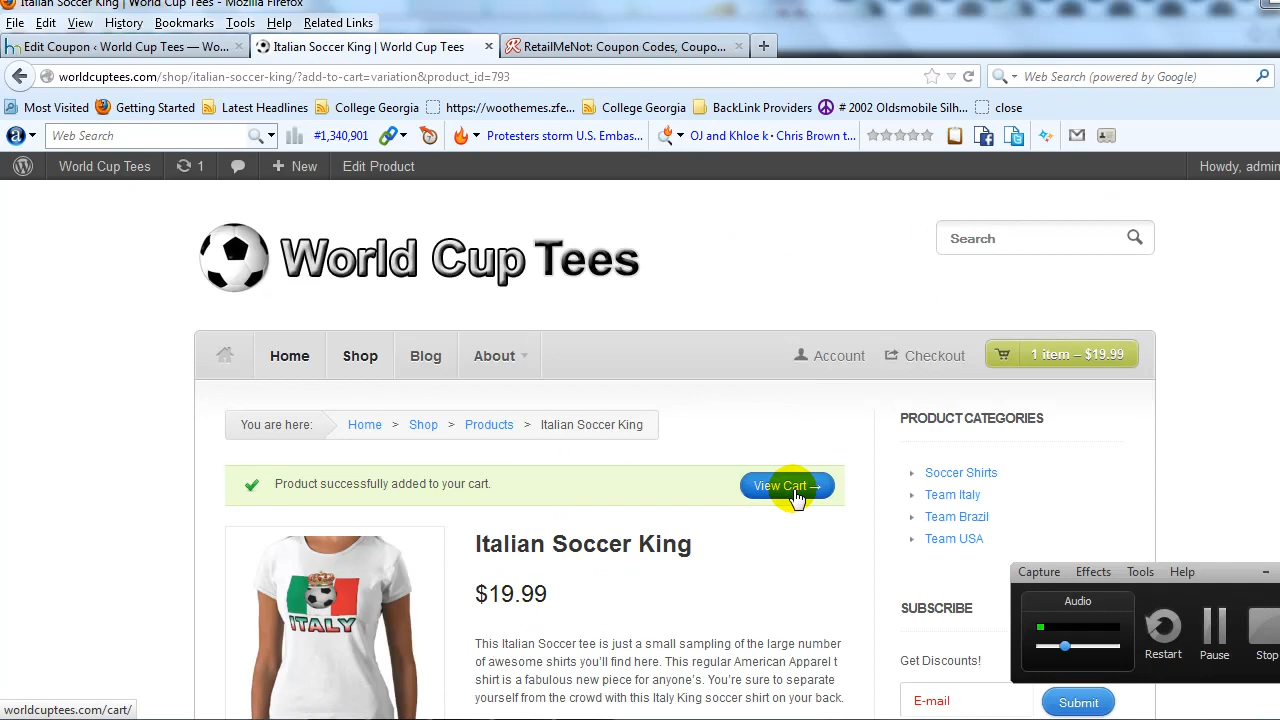 Italian Soccer King | World Cup Tees - Mozilla Firefox
File Edit View History Bookmarks Tools Help Related Links
Edit Coupon ‹ World Cup Tees — Wo... Italian Soccer King | World Cup Tees RetailMeNot: Coupon Codes, Coupo...
worldcuptees.com/shop/italian-soccer-king/?add-to-cart=variation&product_id=793 Web Search (powered by Google)
Most Visited Getting Started Latest Headlines College Georgia https://woothemes.zfe... College Georgia BackLink Providers # 2002 Oldsmobile Silh... close
Web Search #1,340,901 Protesters storm U.S. Embas... OJ and Khloe k • Chris Brown t...
World Cup Tees 1 + New Edit Product Howdy, admin
World Cup Tees
Search
Home Shop Blog About Account Checkout 1 item – $19.99
You are here: Home > Shop > Products > Italian Soccer King
PRODUCT CATEGORIES
Product successfully added to your cart. View Cart →
Soccer Shirts
Team Italy
Team Brazil
Team USA
Italian Soccer King
$19.99
ITALY
This Italian Soccer tee is just a small sampling of the large number
of awesome shirts you'll find here. This regular American Apparel t
shirt is a fabulous new piece for anyone's. You're sure to separate
yourself from the crowd with this Italy King soccer shirt on your back.
SUBSCRIBE
Get Discounts!
E-mail Submit
Capture Effects Tools Help
Audio
Restart Pause Stop
worldcuptees.com/cart/